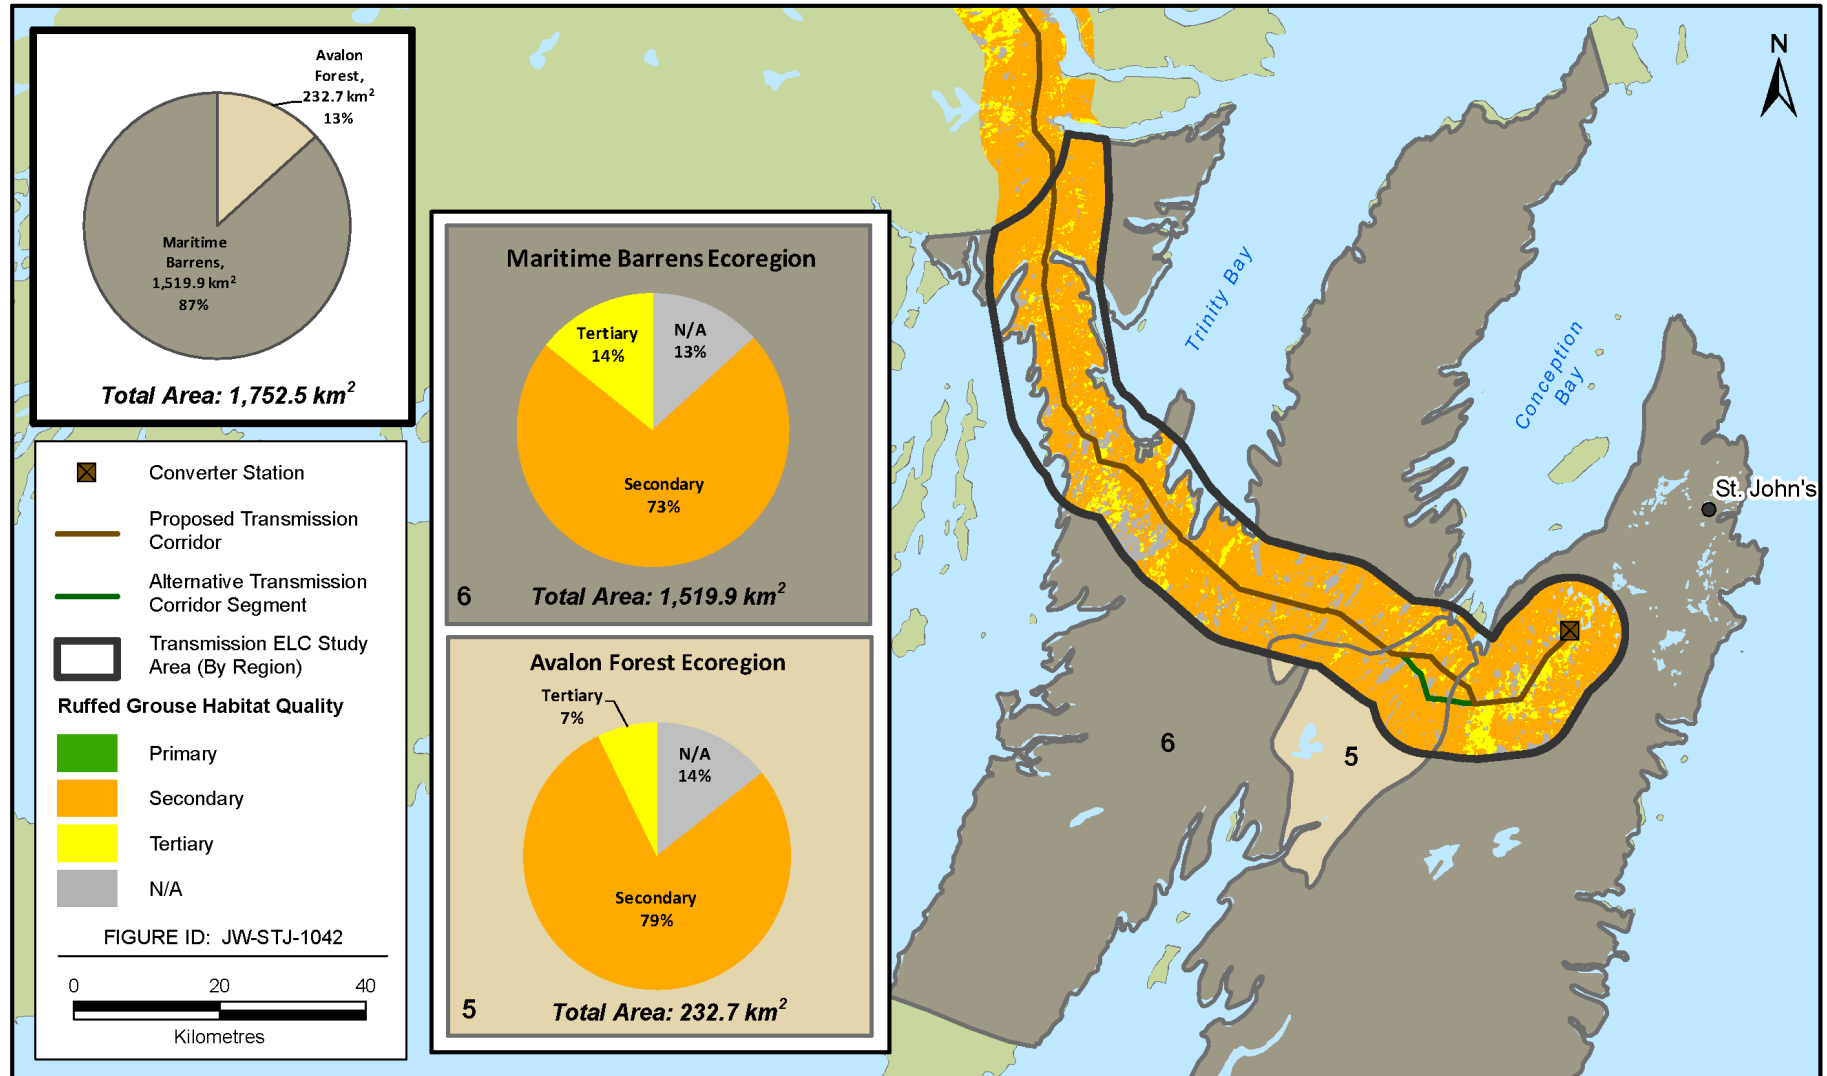 Avalon
Forest,
232.7 km²
13%
Maritime
Barrens,
1,519.9 km²
87%
Total Area: 1,752.5 km²
Converter Station
Proposed Transmission
Corridor
Alternative Transmission
Corridor Segment
Transmission ELC Study
Area (By Region)
Ruffed Grouse Habitat Quality
Primary
Secondary
Tertiary
N/A
FIGURE ID: JW-STJ-1042
0 20 40
Kilometres
Maritime Barrens Ecoregion
Tertiary
14%
N/A
13%
Secondary
73%
6
Total Area: 1,519.9 km²
Avalon Forest Ecoregion
Tertiary
7%
N/A
14%
Secondary
79%
5
Total Area: 232.7 km²
N
Trinity Bay
Conception
Bay
St. John's
6
5